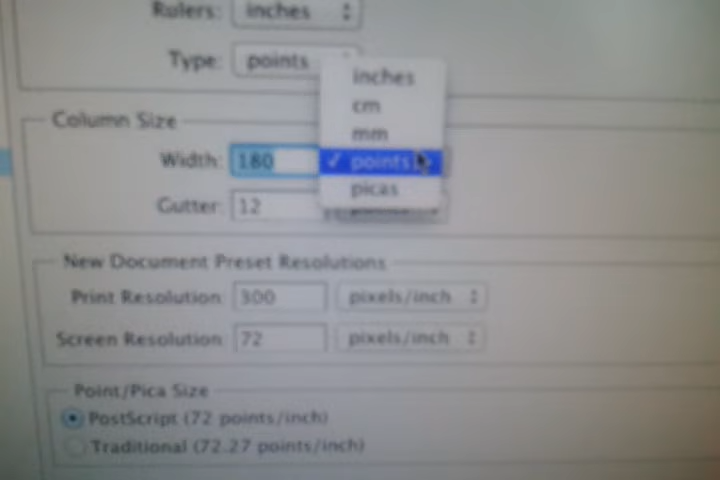 Rulers: inches
Type: points
inches
cm
mm
✓ points
picas
Column Size
Width: 180
Gutter: 12
New Document Preset Resolutions
Print Resolution: 300 pixels/inch
Screen Resolution: 72 pixels/inch
Point/Pica Size
PostScript (72 points/inch)
Traditional (72.27 points/inch)